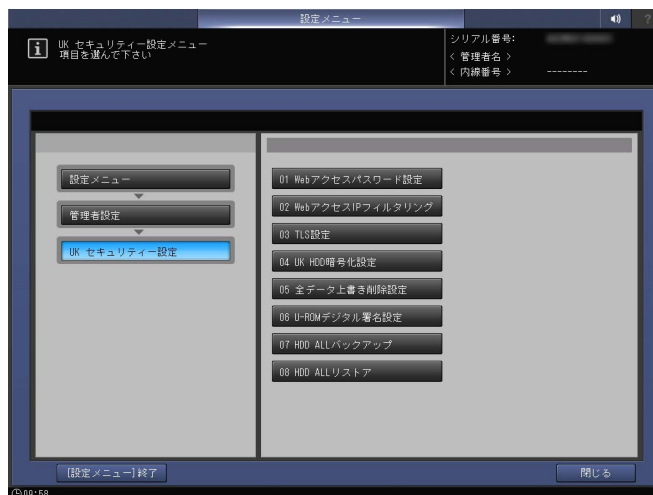 設定メニュー
?
i
UK セキュリティー設定メニュー
項目を選んで下さい
シリアル番号:
< 管理者名 >
< 内線番号 > --------
設定メニュー
管理者設定
UK セキュリティー設定
01 Webアクセスパスワード設定
02 WebアクセスIPフィルタリング
03 TLS設定
04 UK HDD暗号化設定
05 全データ上書き削除設定
06 U-ROMデジタル署名設定
07 HDD ALLバックアップ
08 HDD ALLリストア
[設定メニュー]終了
閉じる
09:58